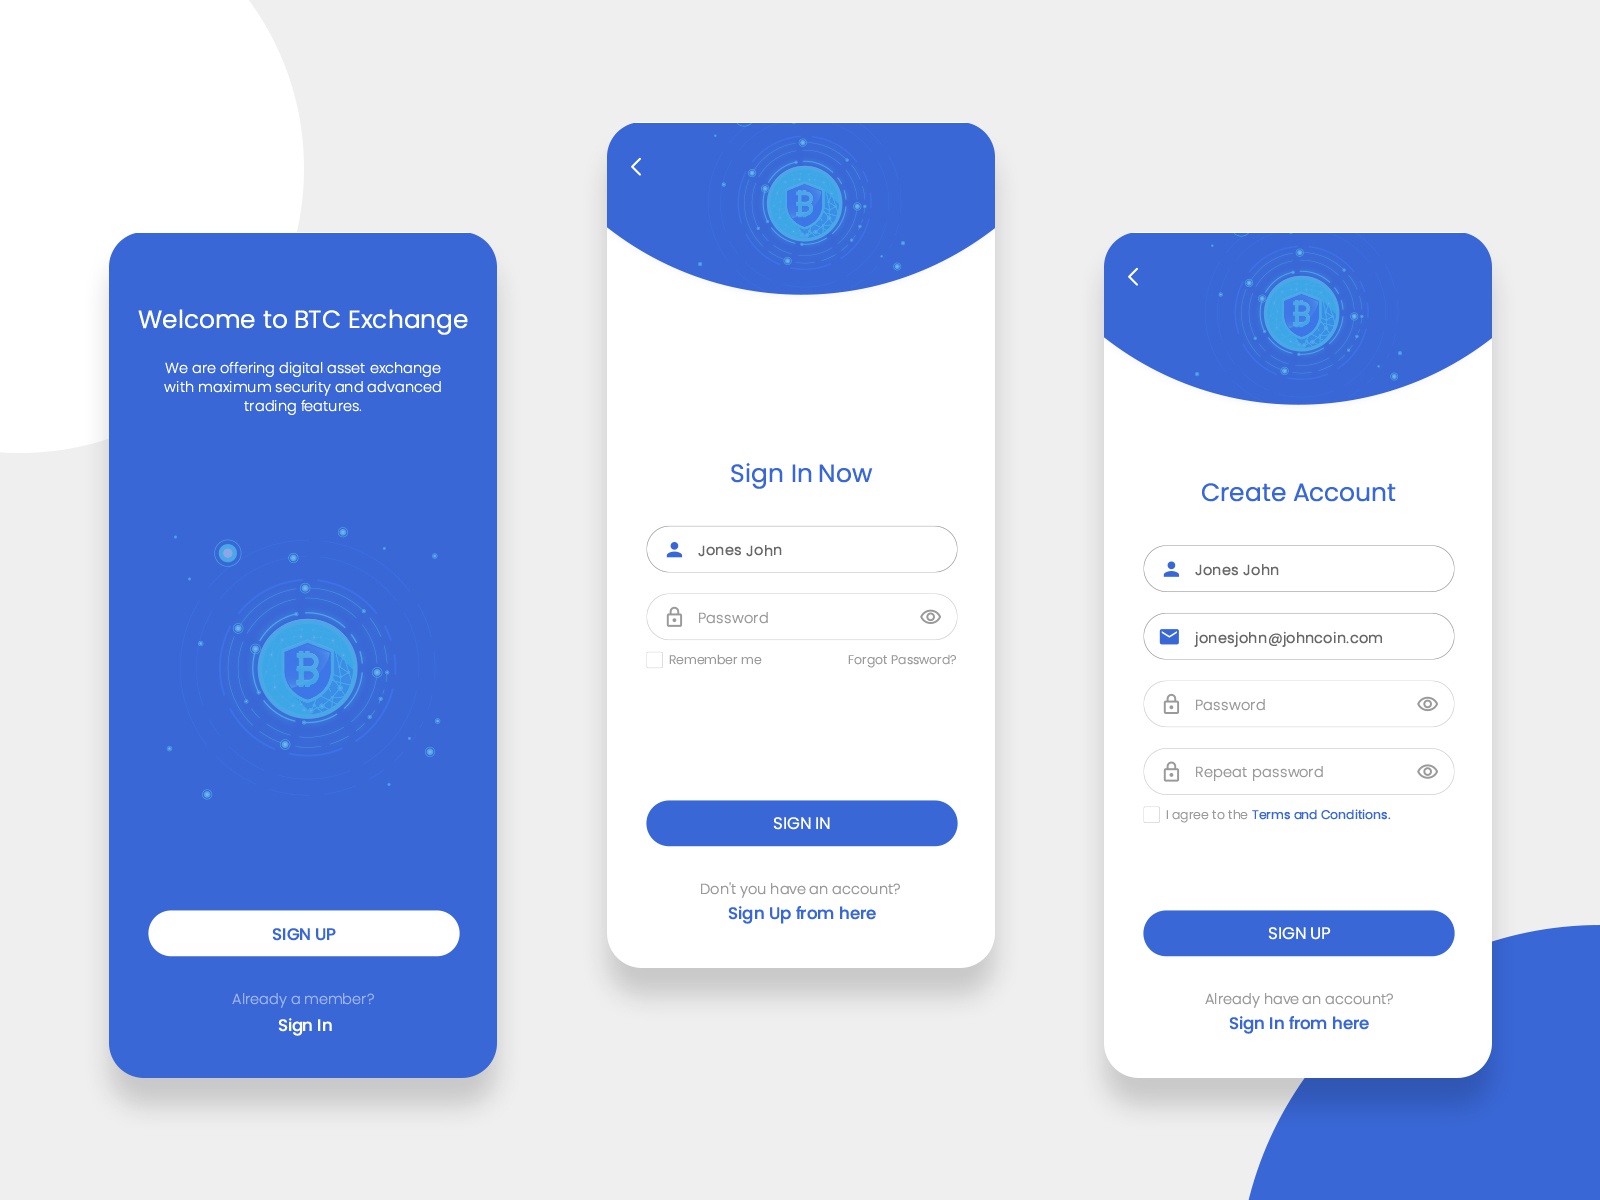 Welcome to BTC Exchange
We are offering digital asset exchange
with maximum security and advanced
trading features.
SIGN UP
Already a member?
Sign In
Sign In Now
Jones John
Password
Remember me
Forgot Password?
SIGN IN
Don't you have an account?
Sign Up from here
Create Account
Jones John
jonesjohn@johncoin.com
Password
Repeat password
I agree to the Terms and Conditions.
SIGN UP
Already have an account?
Sign In from here